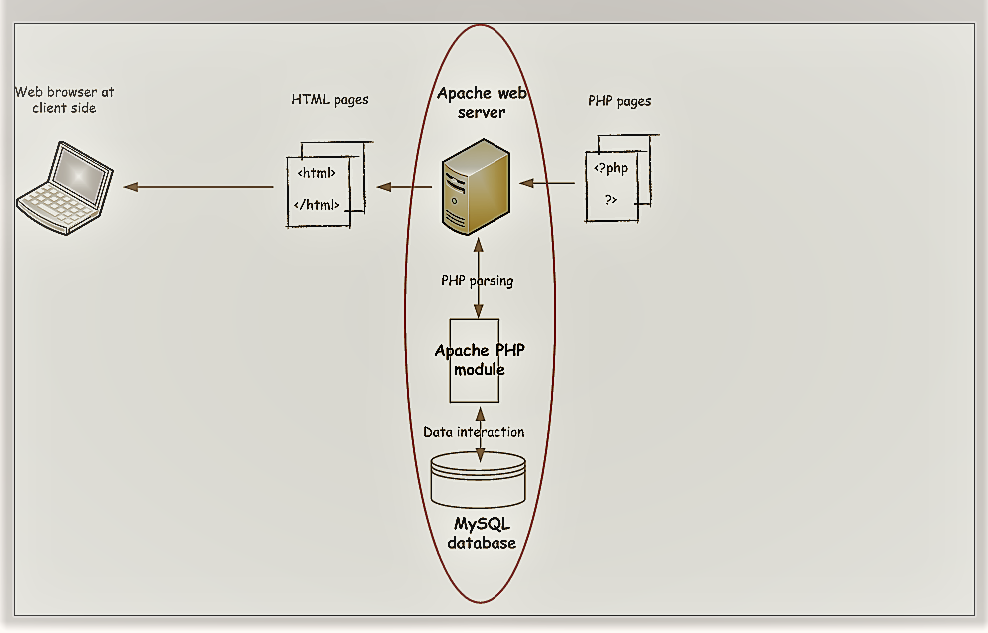 Web browser at
client side
HTML pages
<html>
</html>
Apache web
server
PHP pages
<?php
?>
PHP parsing
Apache PHP
module
Data interaction
MySQL
database